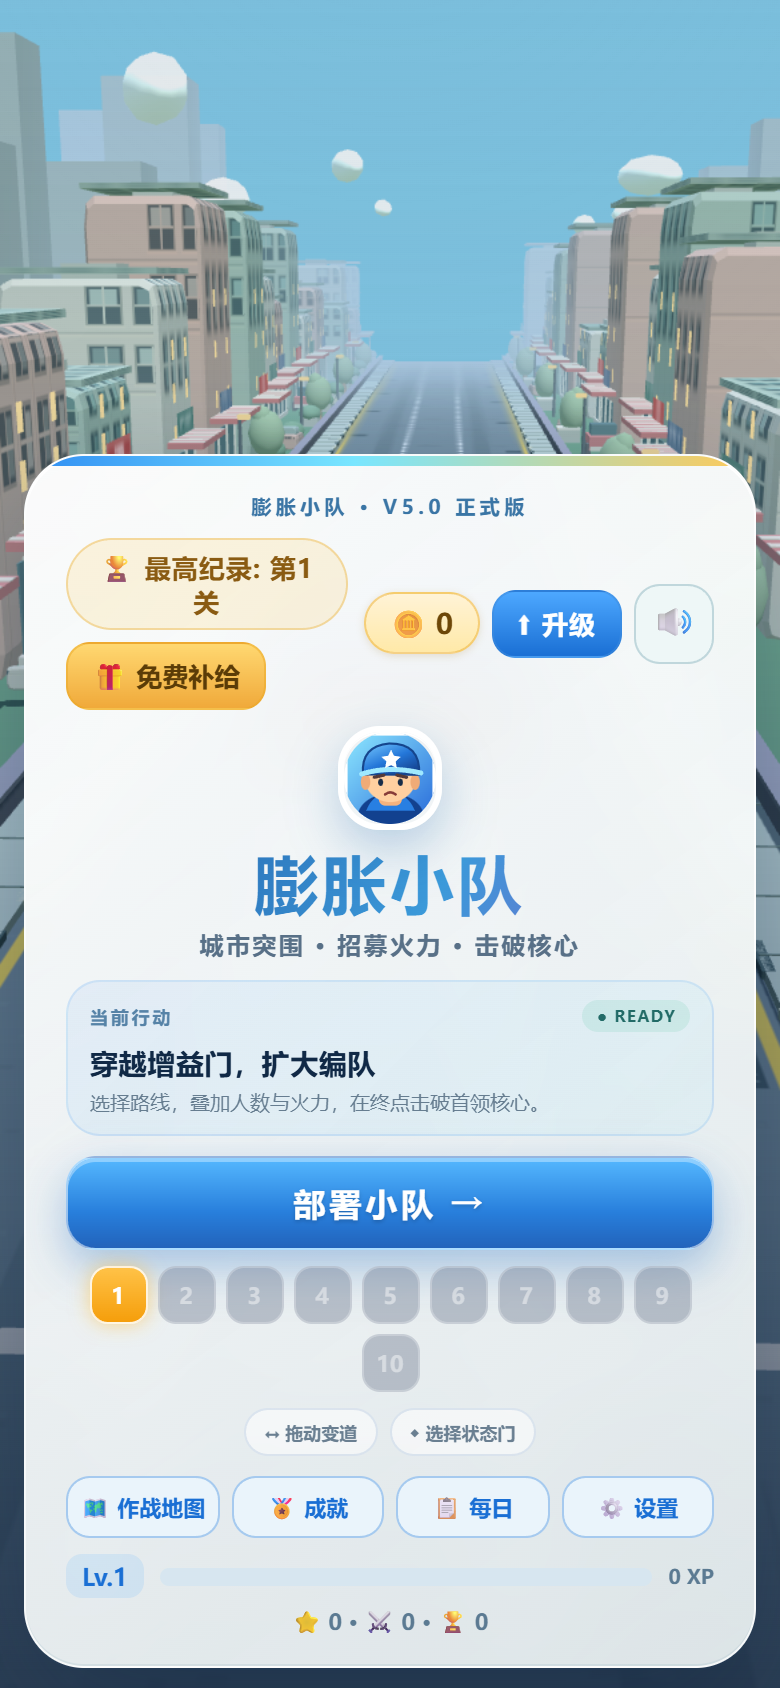 膨胀小队 • V5.0 正式版
🏆 最高纪录: 第1
关
0
⬆ 升级
免费补给
膨胀小队
城市突围 • 招募火力 • 击破核心
当前行动
● READY
穿越增益门，扩大编队
选择路线，叠加人数与火力，在终点击破首领核心。
部署小队 →
1 2 3 4 5 6 7 8 9
10
↔ 拖动变道
◆ 选择状态门
作战地图
成就
每日
设置
Lv.1
0 XP
⭐ 0 • ⚔ 0 • 🏆 0